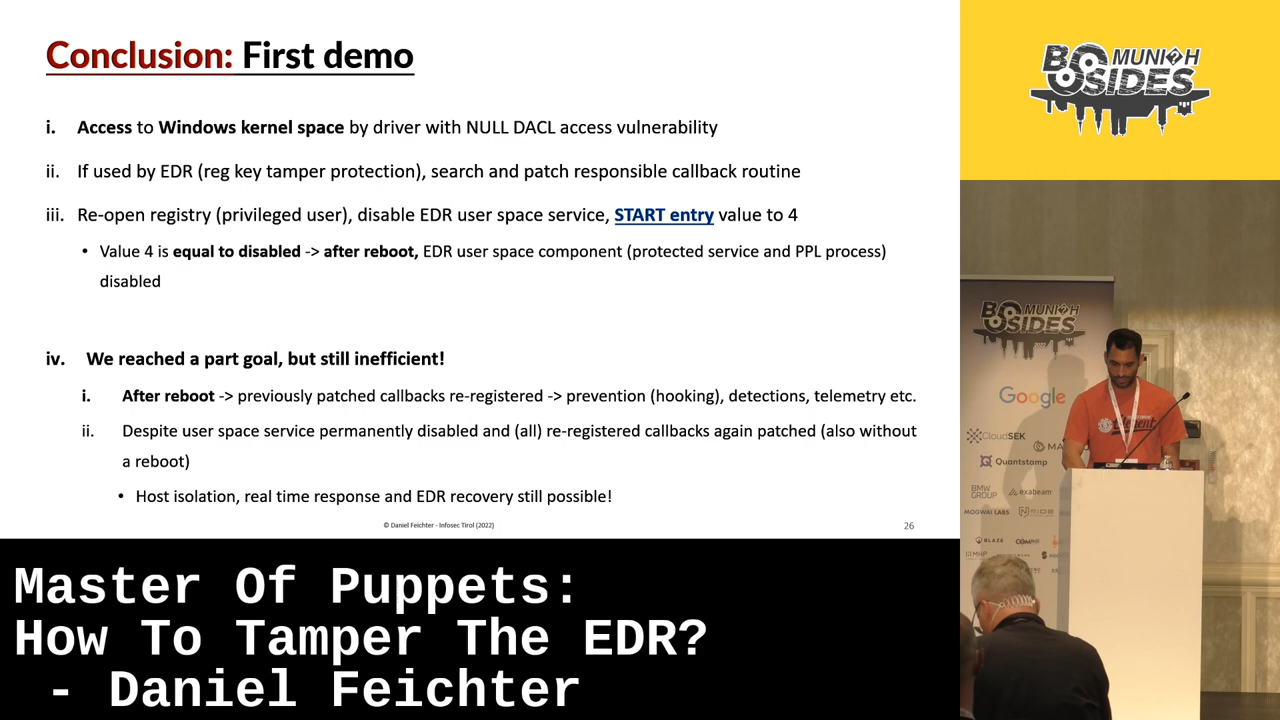 Conclusion: First demo
i. Access to Windows kernel space by driver with NULL DACL access vulnerability
ii. If used by EDR (reg key tamper protection), search and patch responsible callback routine
iii. Re-open registry (privileged user), disable EDR user space service, START entry value to 4
• Value 4 is equal to disabled -> after reboot, EDR user space component (protected service and PPL process)
disabled
iv. We reached a part goal, but still inefficient!
i. After reboot -> previously patched callbacks re-registered -> prevention (hooking), detections, telemetry etc.
ii. Despite user space service permanently disabled and (all) re-registered callbacks again patched (also without
a reboot)
• Host isolation, real time response and EDR recovery still possible!
© Daniel Feichter - Infosec Tirol (2022)
26
BSIDES MUNI�H
BSIDES MUNI�H
2022
Google
CloudSEK
MA
Quantstamp
BMW
GROUP
exabeam
MOGWAI LABS
BLAZE
MHP
Master Of Puppets:
How To Tamper The EDR?
- Daniel Feichter